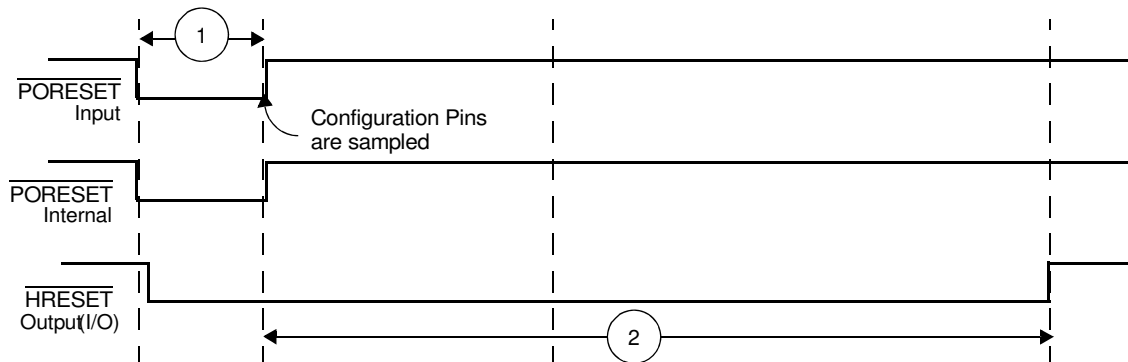 1
PORESET
Input
Configuration Pins
are sampled
PORESET
Internal
HRESET
Output(I/O)
2